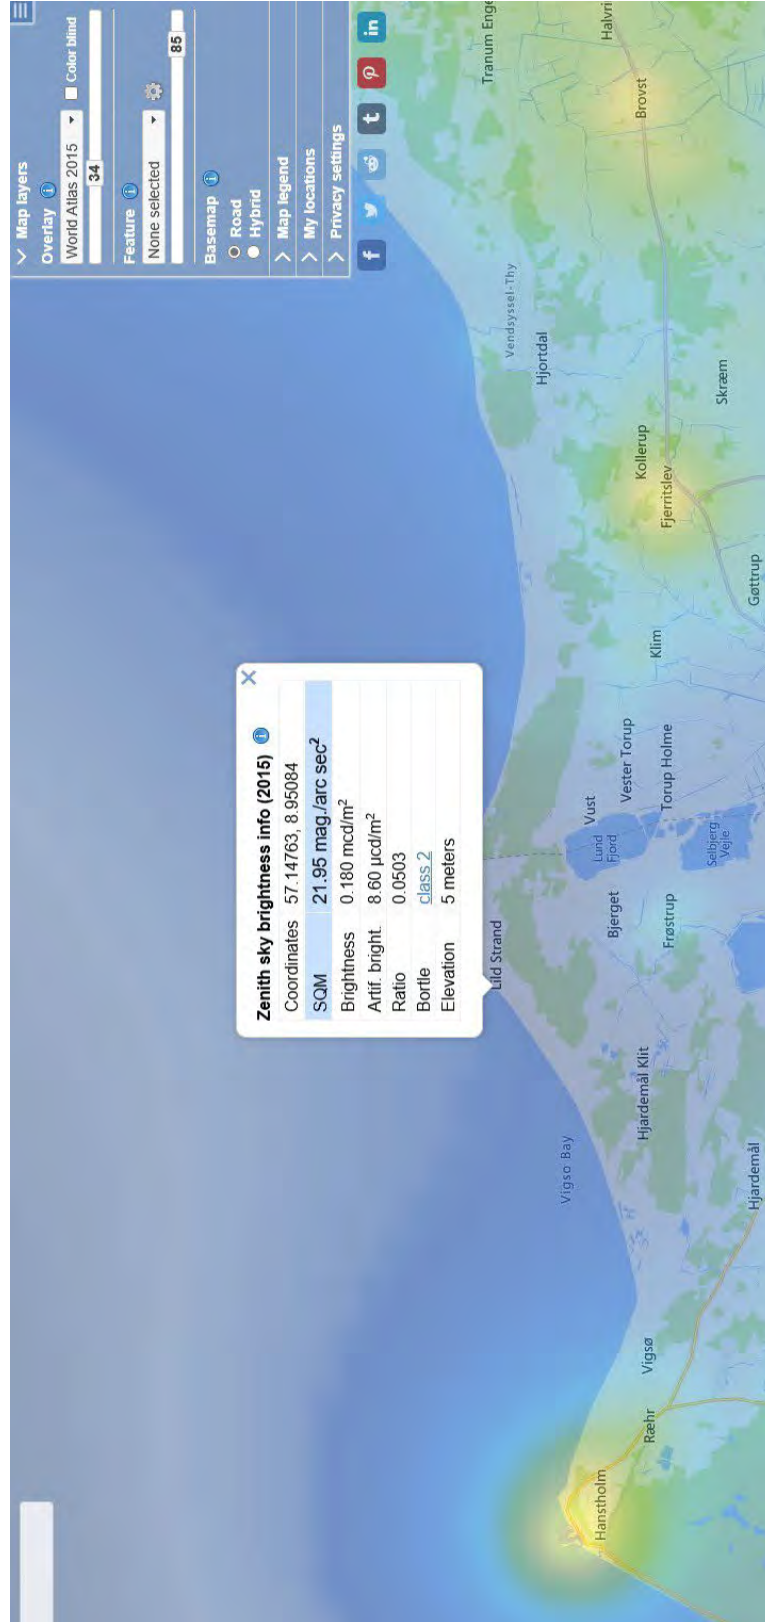 Map layers
Overlay
World Atlas 2015
Color blind
34
Feature
None selected
85
Basemap
Road
Hybrid
Map legend
My locations
Privacy settings
Zenith sky brightness info (2015)
Coordinates 57.14763, 8.95084
SQM 21.95 mag./arc sec²
Brightness 0.180 mcd/m²
Artif. bright. 8.60 μcd/m²
Ratio 0.0503
Bortle class 2
Elevation 5 meters
Tranum Enge
Halvri
Brovst
Vendsyssel-Thy
Hjortdal
Skræm
Kollerup
Fjerritslev
Gøttrup
Klim
Vester Torup
Torup Holme
Vust
Lund
Fjord
Selbjerg
Vejle
Bjerget
Frøstrup
Lild Strand
Hjardemål Klit
Vigsø Bay
Hjardemål
Vigsø
Ræhr
Hanstholm